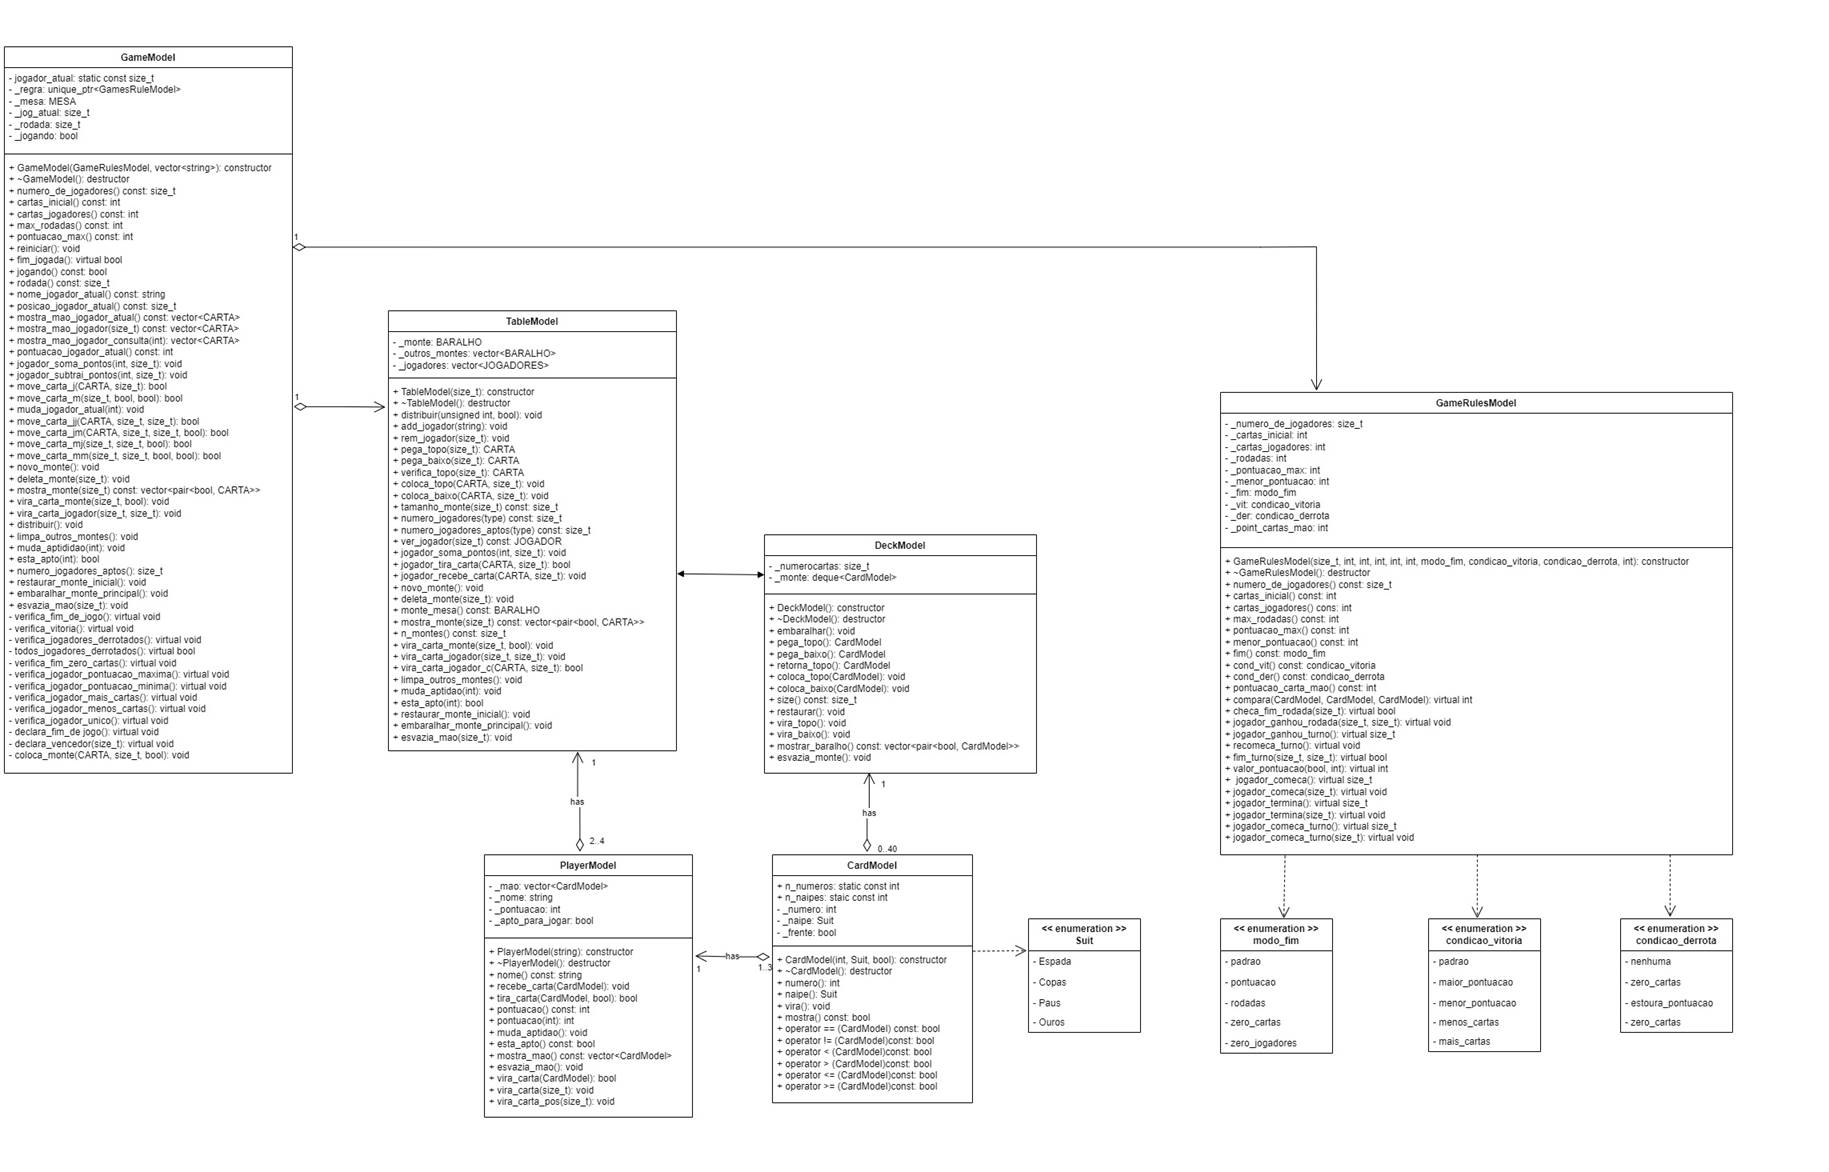 GameModel
- jogador_atual: static const size_t
- _regra: unique_ptr<GamesRuleModel>
- _mesa: MESA
- _jog_atual: size_t
- _rodada: size_t
- _jogando: bool
+ GameModel(GameRulesModel, vector<string>): constructor
+ ~GameModel(): destructor
+ numero_de_jogadores() const: size_t
+ cartas_inicial() const: int
+ cartas_jogadores() const: int
+ max_rodadas() const: int
+ pontuacao_max() const: int
+ reiniciar(): void
+ fim_jogada(): virtual bool
+ jogando() const: bool
+ rodada() const: size_t
+ nome_jogador_atual() const: string
+ posicao_jogador_atual() const: size_t
+ mostra_mao_jogador_atual() const: vector<CARTA>
+ mostra_mao_jogador(size_t) const: vector<CARTA>
+ mostra_mao_jogador_consulta(int): vector<CARTA>
+ pontuacao_jogador_atual() const: int
+ jogador_soma_pontos(int, size_t): void
+ jogador_subtrai_pontos(int, size_t): void
+ move_carta_j(CARTA, size_t): bool
+ move_carta_m(size_t, bool, bool): bool
+ muda_jogador_atual(int): void
+ move_carta_jj(CARTA, size_t, size_t): bool
+ move_carta_jm(CARTA, size_t, size_t, bool): bool
+ move_carta_mj(size_t, size_t, bool): bool
+ move_carta_mm(size_t, size_t, bool, bool): bool
+ novo_monte(): void
+ deleta_monte(size_t): void
+ mostra_monte(size_t) const: vector<pair<bool, CARTA>>
+ vira_carta_monte(size_t, bool): void
+ vira_carta_jogador(size_t, size_t): void
+ distribuir(): void
+ limpa_outros_montes(): void
+ muda_aptididao(int): void
+ esta_apto(int): bool
+ numero_jogadores_aptos(): size_t
+ restaurar_monte_inicial(): void
+ embaralhar_monte_principal(): void
+ esvazia_mao(size_t): void
- verifica_fim_de_jogo(): virtual void
- verifica_vitoria(): virtual void
- verifica_jogadores_derrotados(): virtual void
- todos_jogadores_derrotados(): virtual bool
- verifica_fim_zero_cartas(): virtual void
- verifica_jogador_pontuacao_maxima(): virtual void
- verifica_jogador_pontuacao_minima(): virtual void
- verifica_jogador_mais_cartas(): virtual void
- verifica_jogador_menos_cartas(): virtual void
- verifica_jogador_unico(): virtual void
- declara_fim_de jogo(): virtual void
- declara_vencedor(size_t): virtual void
- coloca_monte(CARTA, size_t, bool): void
1
1
TableModel
- _monte: BARALHO
- _outros_montes: vector<BARALHO>
- _jogadores: vector<JOGADORES>
+ TableModel(size_t): constructor
+ ~TableModel(): destructor
+ distribuir(unsigned int, bool): void
+ add_jogador(string): void
+ rem_jogador(size_t): void
+ pega_topo(size_t): CARTA
+ pega_baixo(size_t): CARTA
+ verifica_topo(size_t): CARTA
+ coloca_topo(CARTA, size_t): void
+ coloca_baixo(CARTA, size_t): void
+ tamanho_monte(size_t) const: size_t
+ numero_jogadores(type) const: size_t
+ numero_jogadores_aptos(type) const: size_t
+ ver_jogador(size_t) const: JOGADOR
+ jogador_soma_pontos(int, size_t): void
+ jogador_tira_carta(CARTA, size_t): bool
+ jogador_recebe_carta(CARTA, size_t): void
+ novo_monte(): void
+ deleta_monte(size_t): void
+ monte_mesa() const: BARALHO
+ mostra_monte(size_t) const: vector<pair<bool, CARTA>>
+ n_montes() const: size_t
+ vira_carta_monte(size_t, bool): void
+ vira_carta_jogador(size_t, size_t): void
+ vira_carta_jogador_c(CARTA, size_t): bool
+ limpa_outros_montes(): void
+ muda_aptidao(int): void
+ esta_apto(int): bool
+ restaurar_monte_inicial(): void
+ embaralhar_monte_principal(): void
+ esvazia_mao(size_t): void
DeckModel
- _numerocartas: size_t
- _monte: deque<CardModel>
+ DeckModel(): constructor
+ ~DeckModel(): destructor
+ embaralhar(): void
+ pega_topo(): CardModel
+ pega_baixo(): CardModel
+ retorna_topo(): CardModel
+ coloca_topo(CardModel): void
+ coloca_baixo(CardModel): void
+ size() const: size_t
+ restaurar(): void
+ vira_topo(): void
+ vira_baixo(): void
+ mostrar_baralho() const: vector<pair<bool, CardModel>>
+ esvazia_monte(): void
GameRulesModel
- _numero_de_jogadores: size_t
- _cartas_inicial: int
- _cartas_jogadores: int
- _rodadas: int
- _pontuacao_max: int
- _menor_pontuacao: int
- _fim: modo_fim
- _vit: condicao_vitoria
- _der: condicao_derrota
- _point_cartas_mao: int
+ GameRulesModel(size_t, int, int, int, int, int, modo_fim, condicao_vitoria, condicao_derrota, int): constructor
+ ~GameRulesModel(): destructor
+ numero_de_jogadores() const: size_t
+ cartas_inicial() const: int
+ cartas_jogadores() cons: int
+ max_rodadas() const: int
+ pontuacao_max() const: int
+ menor_pontuacao() const: int
+ fim() const: modo_fim
+ cond_vit() const: condicao_vitoria
+ cond_der() const: condicao_derrota
+ pontuacao_carta_mao() const: int
+ compara(CardModel, CardModel, CardModel): virtual int
+ checa_fim_rodada(size_t): virtual bool
+ jogador_ganhou_rodada(size_t, size_t): virtual void
+ jogador_ganhou_turno(): virtual size_t
+ recomeca_turno(): virtual void
+ fim_turno(size_t, size_t): virtual bool
+ valor_pontuacao(bool, int): virtual int
+ jogador_comeca(): virtual size_t
+ jogador_comeca(size_t): virtual void
+ jogador_termina(): virtual size_t
+ jogador_termina(size_t): virtual void
+ jogador_comeca_turno(): virtual size_t
+ jogador_comeca_turno(size_t): virtual void
1
has
2..4
1
has
0..40
PlayerModel
- _mao: vector<CardModel>
- _nome: string
- _pontuacao: int
- _apto_para_jogar: bool
+ PlayerModel(string): constructor
+ ~PlayerModel(): destructor
+ nome() const: string
+ recebe_carta(CardModel): void
+ tira_carta(CardModel, bool): bool
+ pontuacao() const: int
+ pontuacao(int): int
+ muda_aptidao(): void
+ esta_apto() const: bool
+ mostra_mao() const: vector<CardModel>
+ esvazia_mao(): void
+ vira_carta(CardModel): bool
+ vira_carta(size_t): void
+ vira_carta_pos(size_t): void
has
1
1..3
CardModel
+ n_numeros: static const int
+ n_naipes: staic const int
- _numero: int
- _naipe: Suit
- _frente: bool
+ CardModel(int, Suit, bool): constructor
+ ~CardModel(): destructor
+ numero(): int
+ naipe(): Suit
+ vira(): void
+ mostra() const: bool
+ operator == (CardModel) const: bool
+ operator != (CardModel)const: bool
+ operator < (CardModel)const: bool
+ operator > (CardModel)const: bool
+ operator <= (CardModel)const: bool
+ operator >= (CardModel)const: bool
<< enumeration >>
Suit
- Espada
- Copas
- Paus
- Ouros
<< enumeration >>
modo_fim
- padrao
- pontuacao
- rodadas
- zero_cartas
- zero_jogadores
<< enumeration >>
condicao_vitoria
- padrao
- maior_pontuacao
- menor_pontuacao
- menos_cartas
- mais_cartas
<< enumeration >>
condicao_derrota
- nenhuma
- zero_cartas
- estoura_pontuacao
- zero_cartas